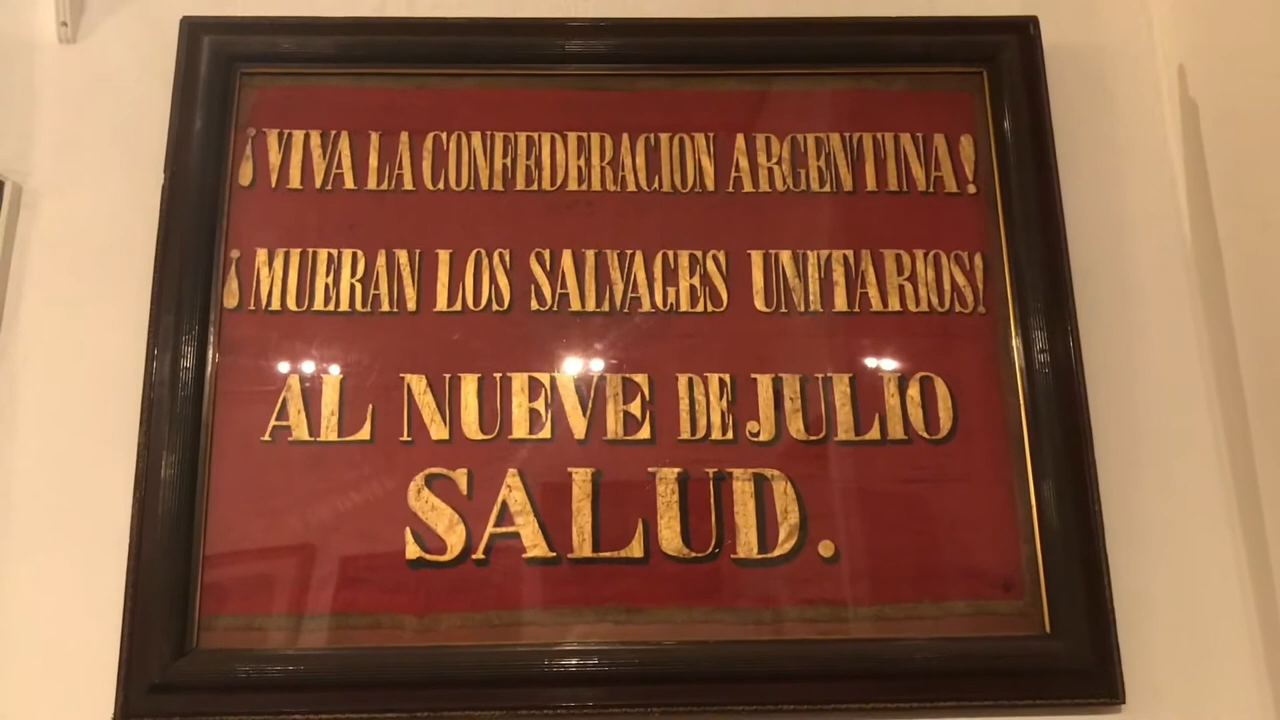 ¡VIVA LA CONFEDERACION ARGENTINA!
¡MUERAN LOS SALVAGES UNITARIOS!
AL NUEVE DE JULIO
SALUD.